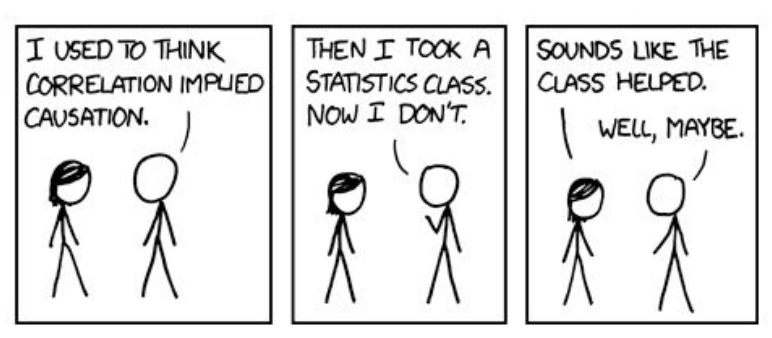 I USED TO THINK
CORRELATION IMPLIED
CAUSATION.
THEN I TOOK A
STATISTICS CLASS.
NOW I DON'T.
SOUNDS LIKE THE
CLASS HELPED.
WELL, MAYBE.